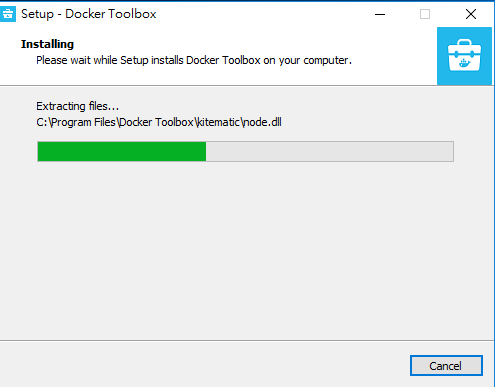 Setup - Docker Toolbox
Installing
Please wait while Setup installs Docker Toolbox on your computer.
Extracting files...
C:\Program Files\Docker Toolbox\kitematic\node.dll
Cancel